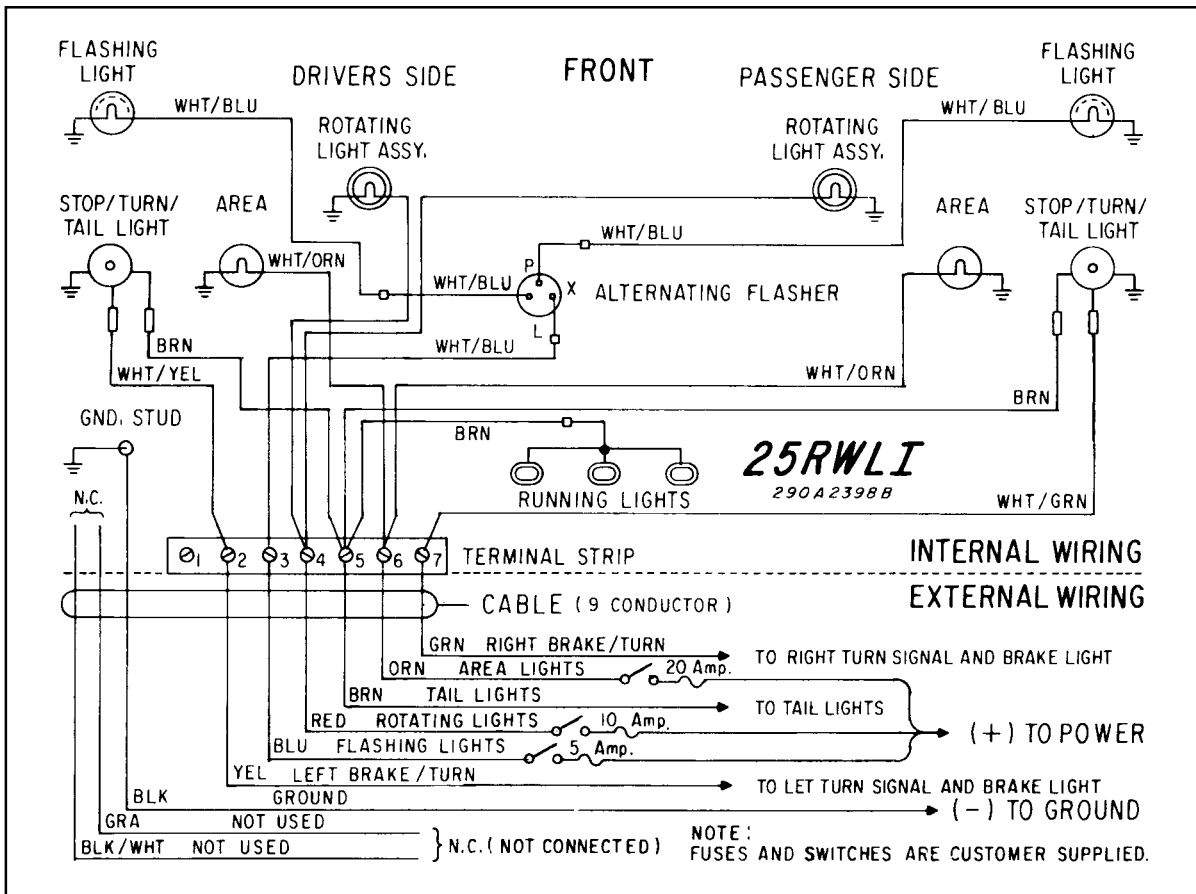 FLASHING
LIGHT
DRIVERS SIDE
FRONT
PASSENGER SIDE
FLASHING
LIGHT
WHT/BLU
WHT/BLU
ROTATING
LIGHT ASSY.
ROTATING
LIGHT ASSY.
STOP/TURN/
TAIL LIGHT
AREA
AREA
STOP/TURN/
TAIL LIGHT
WHT/ORN
WHT/BLU
P
WHT/BLU
X
ALTERNATING FLASHER
L
BRN
WHT/BLU
WHT/YEL
WHT/ORN
BRN
GND. STUD
BRN
25RWLI
290A2398B
N.C.
RUNNING LIGHTS
WHT/GRN
1 2 3 4 5 6 7
TERMINAL STRIP
INTERNAL WIRING
EXTERNAL WIRING
CABLE (9 CONDUCTOR)
GRN RIGHT BRAKE/TURN
TO RIGHT TURN SIGNAL AND BRAKE LIGHT
ORN AREA LIGHTS
20 Amp.
BRN TAIL LIGHTS
TO TAIL LIGHTS
RED ROTATING LIGHTS
10 Amp.
(+) TO POWER
BLU FLASHING LIGHTS
5 Amp.
YEL LEFT BRAKE/TURN
TO LET TURN SIGNAL AND BRAKE LIGHT
BLK GROUND
(-) TO GROUND
GRA NOT USED
BLK/WHT NOT USED
N.C. (NOT CONNECTED)
NOTE:
FUSES AND SWITCHES ARE CUSTOMER SUPPLIED.